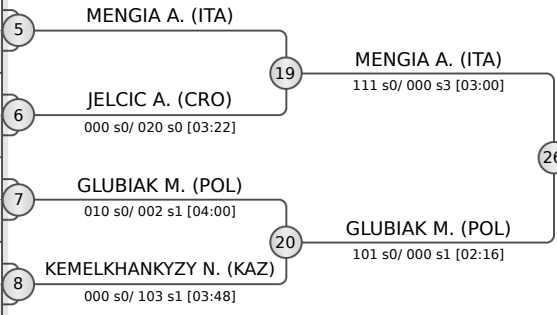 MENGIA A. (ITA)
5
19
MENGIA A. (ITA)
111 s0/ 000 s3 [03:00]
JELCIC A. (CRO)
6
000 s0/ 020 s0 [03:22]
26
GLUBIAK M. (POL)
7
010 s0/ 002 s1 [04:00]
20
GLUBIAK M. (POL)
101 s0/ 000 s1 [02:16]
KEMELKHANKYZY N. (KAZ)
8
000 s0/ 103 s1 [03:48]